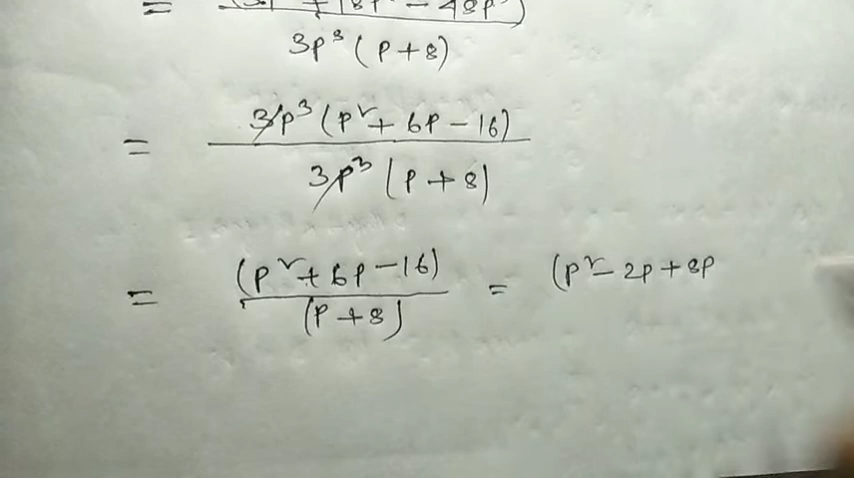 =
3p³ (p+8)
= 3p³ (p²+ 6p - 16)
3p³ (p + 8)
= (p²+ 6p - 16) = (p²- 2p + 8p
(p + 8)